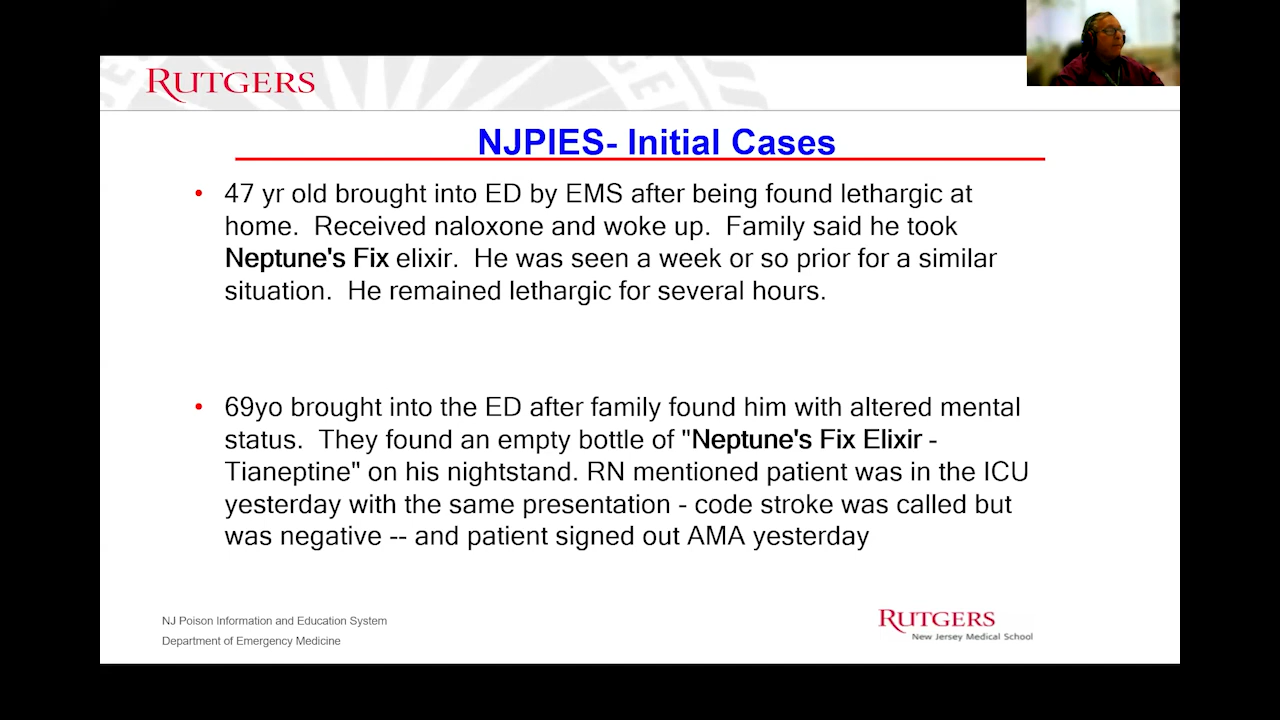 RUTGERS
NJPIES- Initial Cases
• 47 yr old brought into ED by EMS after being found lethargic at
home.  Received naloxone and woke up.  Family said he took
Neptune's Fix elixir.  He was seen a week or so prior for a similar
situation.  He remained lethargic for several hours.
• 69yo brought into the ED after family found him with altered mental
status.  They found an empty bottle of "Neptune's Fix Elixir -
Tianeptine" on his nightstand. RN mentioned patient was in the ICU
yesterday with the same presentation - code stroke was called but
was negative -- and patient signed out AMA yesterday
NJ Poison Information and Education System
Department of Emergency Medicine
RUTGERS
New Jersey Medical School